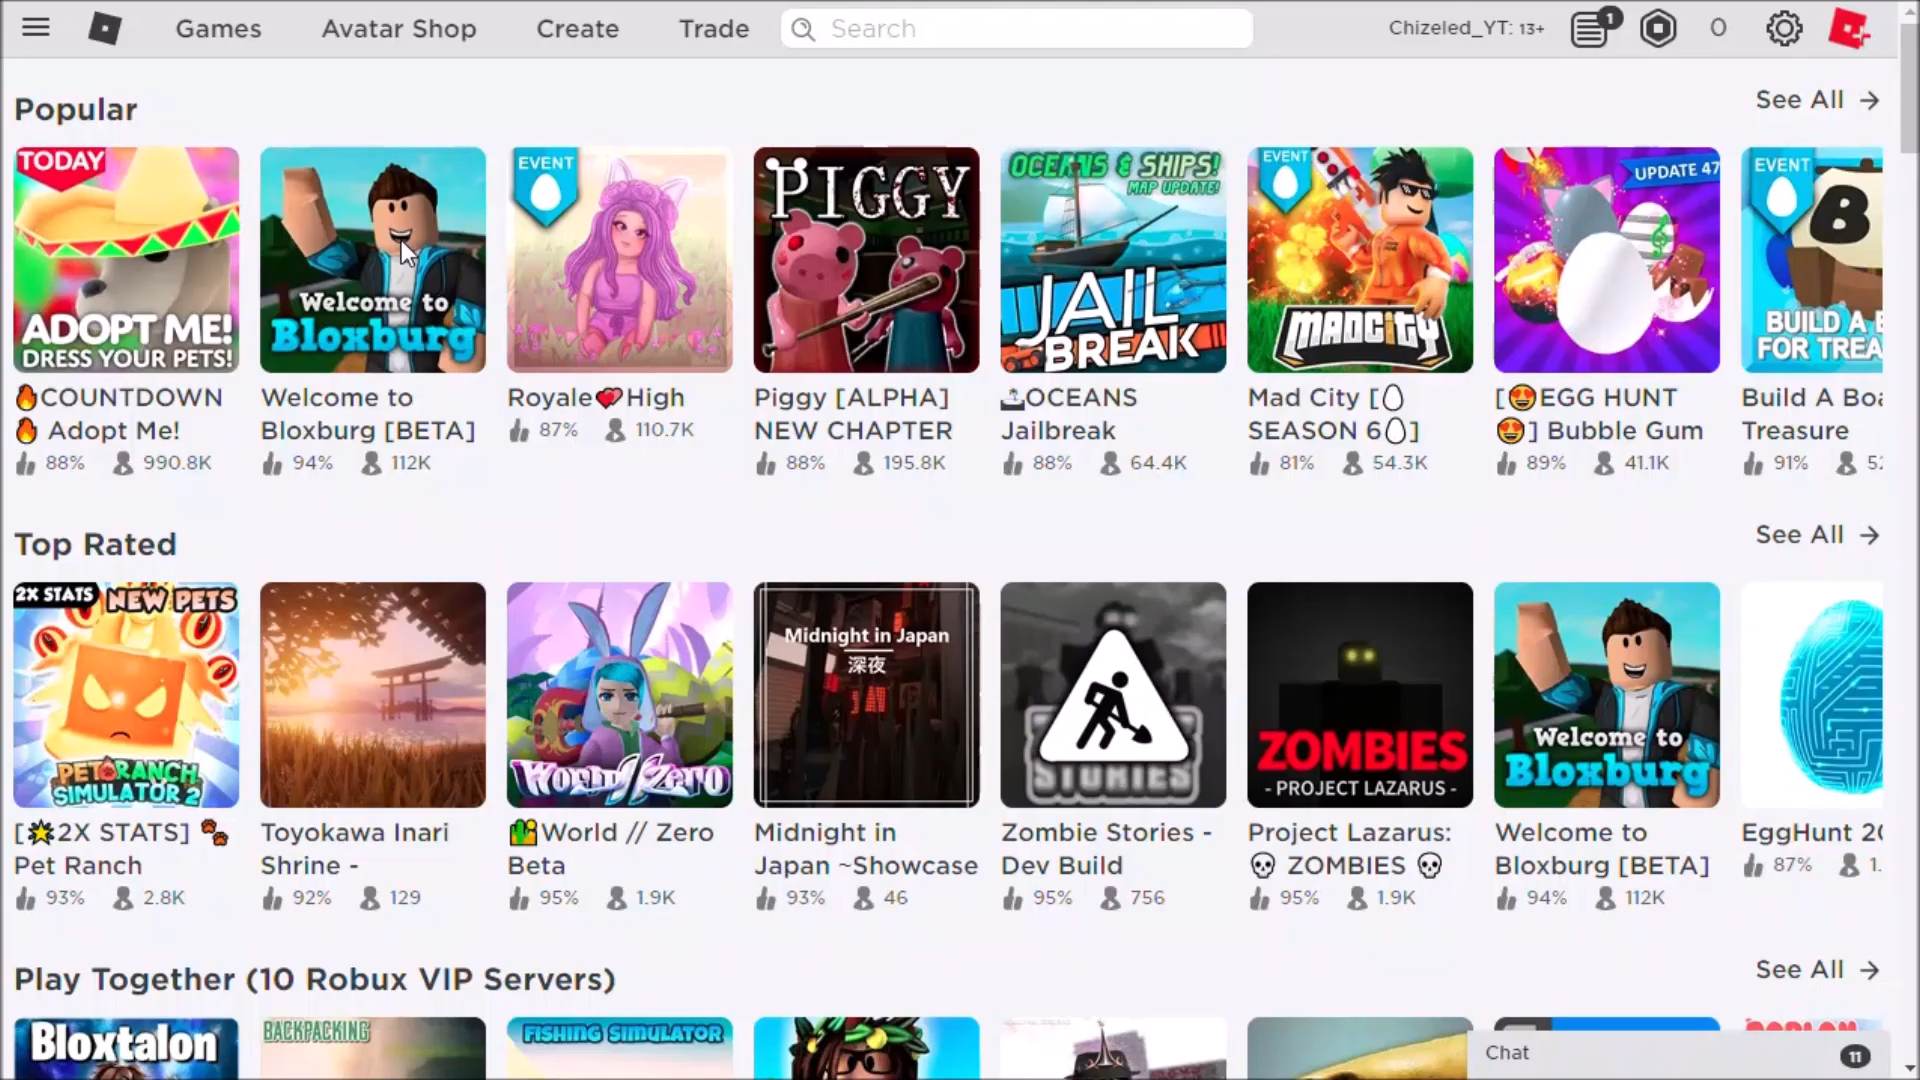 Games Avatar Shop Create Trade Search Chizeled_YT: 13+ 1 0
Popular
See All
TODAY
ADOPT ME!
DRESS YOUR PETS!
Welcome to
Bloxburg
EVENT
PIGGY
OCEANS & SHIPS!
MAP UPDATE!
JAIL
BREAK
EVENT
MADCITY
UPDATE 47
EVENT
B
BUILD A B
FOR TREA
🔥COUNTDOWN
🔥 Adopt Me!
88% 990.8K
Welcome to
Bloxburg [BETA]
94% 112K
Royale💘High
87% 110.7K
Piggy [ALPHA]
NEW CHAPTER
88% 195.8K
OCEANS
Jailbreak
88% 64.4K
Mad City [🥚
SEASON 6🥚]
81% 54.3K
[😍EGG HUNT
😍] Bubble Gum
89% 41.1K
Build A Boa
Treasure
91% 52
Top Rated
See All
2X STATS NEW PETS
PET RANCH
SIMULATOR 2
World//Zero
Midnight in Japan
深夜
STORIES
ZOMBIES
- PROJECT LAZARUS -
Welcome to
Bloxburg
[🌟2X STATS] 🐾
Pet Ranch
93% 2.8K
Toyokawa Inari
Shrine -
92% 129
World // Zero
Beta
95% 1.9K
Midnight in
Japan ~Showcase
93% 46
Zombie Stories -
Dev Build
95% 756
Project Lazarus:
💀 ZOMBIES 💀
95% 1.9K
Welcome to
Bloxburg [BETA]
94% 112K
EggHunt 20
87% 1.
Play Together (10 Robux VIP Servers)
See All
Bloxtalon
BACKPACKING
FISHING SIMULATOR
Chat 11